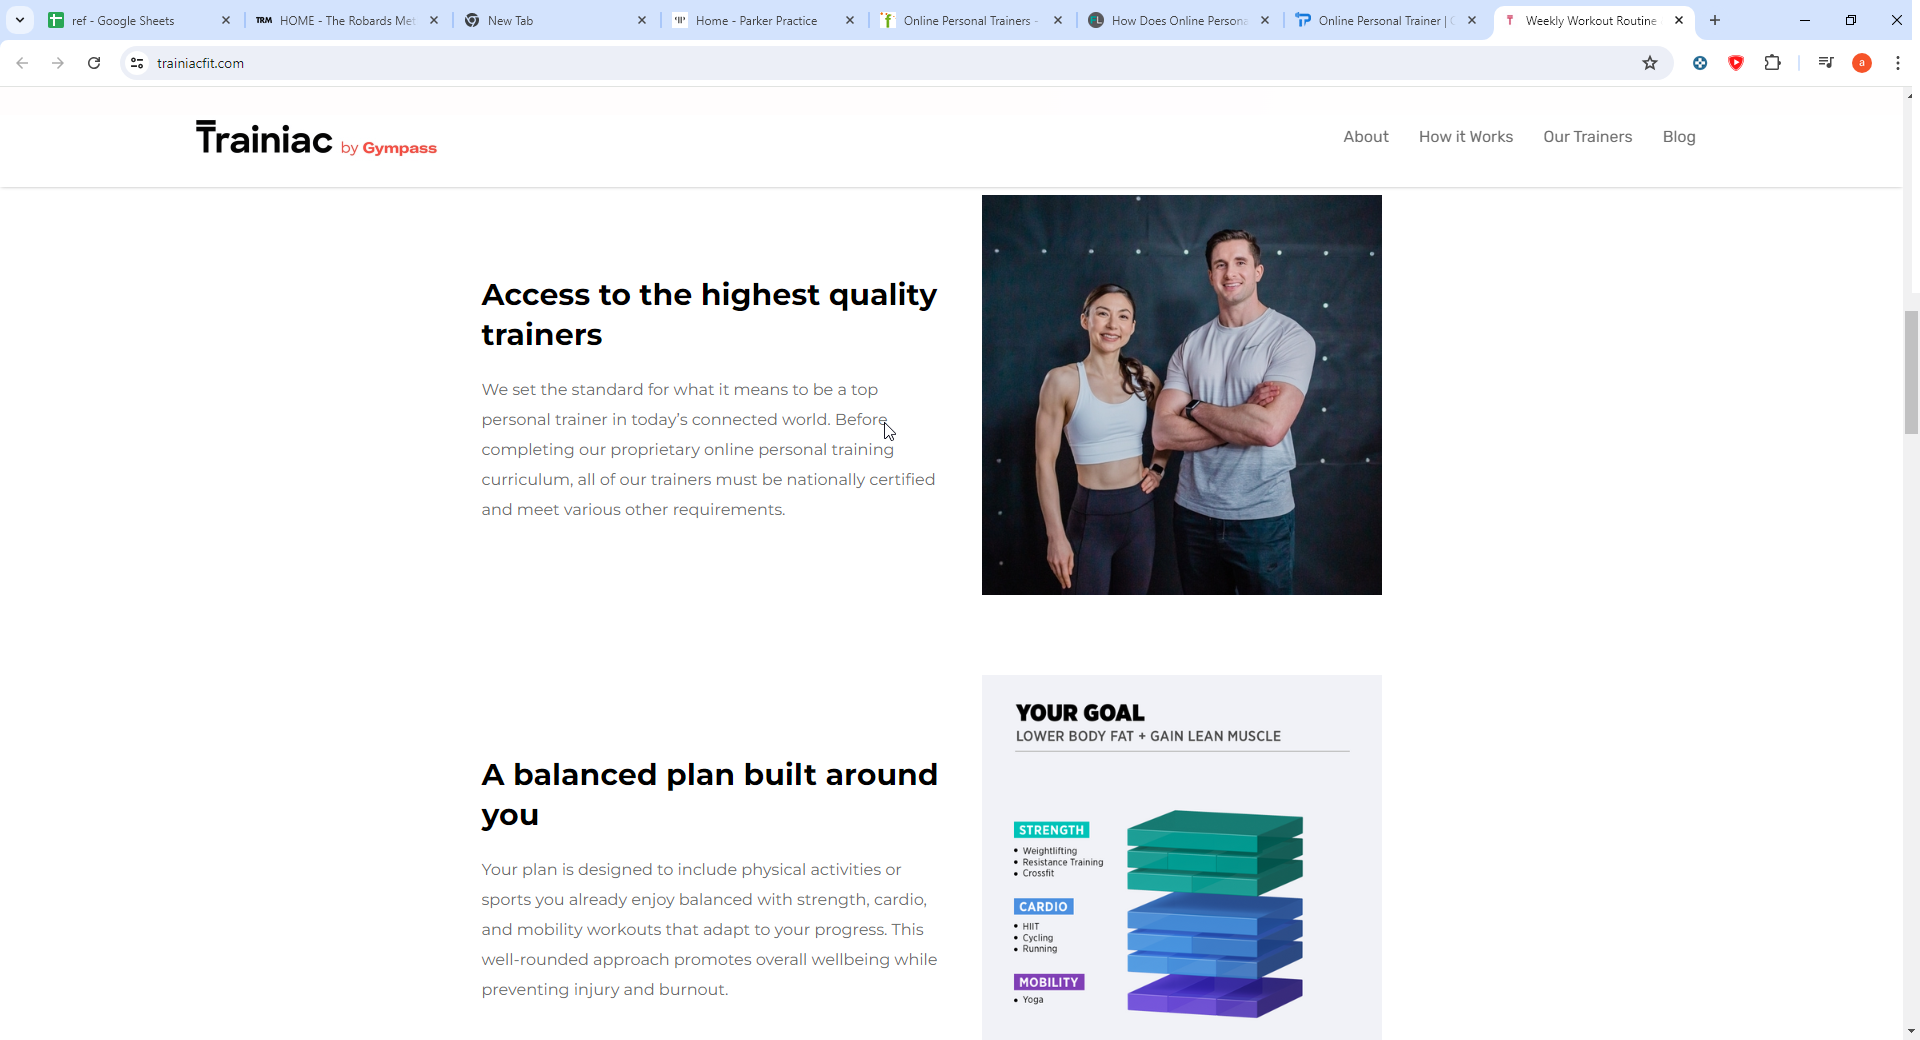 ref - Google Sheets
TRM HOME - The Robards Met
New Tab
Home - Parker Practice
Online Personal Trainers -
How Does Online Persona
Online Personal Trainer |
Weekly Workout Routine
trainiacfit.com
a
Trainiac by Gympass
About
How it Works
Our Trainers
Blog
Access to the highest quality
trainers
We set the standard for what it means to be a top
personal trainer in today’s connected world. Before
completing our proprietary online personal training
curriculum, all of our trainers must be nationally certified
and meet various other requirements.
A balanced plan built around
you
Your plan is designed to include physical activities or
sports you already enjoy balanced with strength, cardio,
and mobility workouts that adapt to your progress. This
well-rounded approach promotes overall wellbeing while
preventing injury and burnout.
YOUR GOAL
LOWER BODY FAT + GAIN LEAN MUSCLE
STRENGTH
• Weightlifting
• Resistance Training
• Crossfit
CARDIO
• HIIT
• Cycling
• Running
MOBILITY
• Yoga